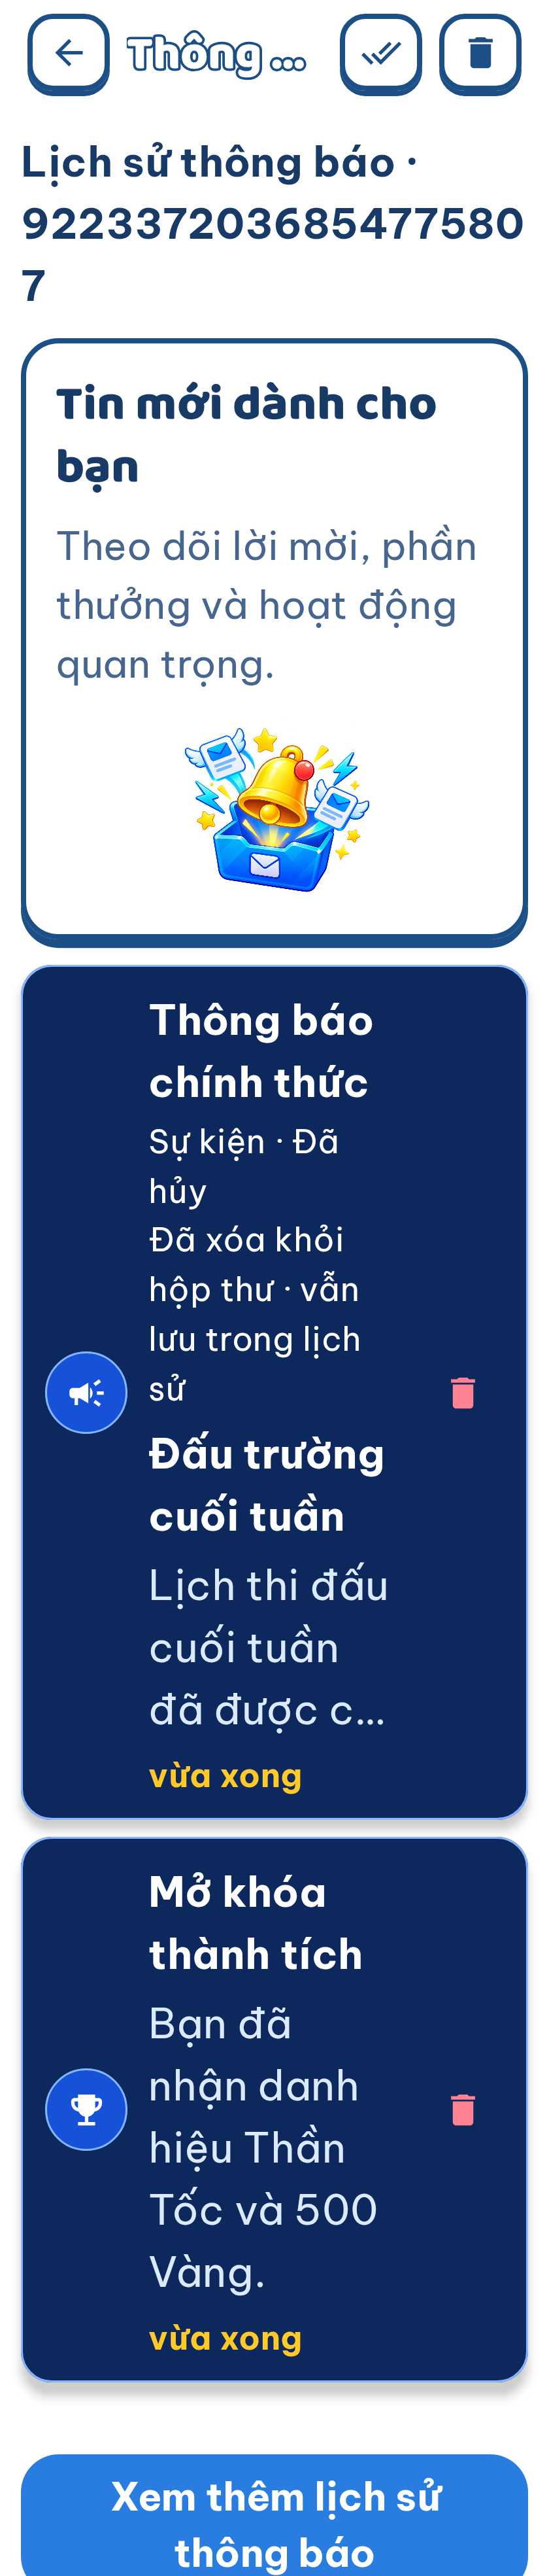 Thông ...
Lịch sử thông báo ·
922337203685477580
7
Tin mới dành cho
bạn
Theo dõi lời mời, phần
thưởng và hoạt động
quan trọng.
Thông báo
chính thức
Sự kiện · Đã
hủy
Đã xóa khỏi
hộp thư · vẫn
lưu trong lịch
sử
Đấu trường
cuối tuần
Lịch thi đấu
cuối tuần
đã được c...
vừa xong
Mở khóa
thành tích
Bạn đã
nhận danh
hiệu Thần
Tốc và 500
Vàng.
vừa xong
Xem thêm lịch sử
thông báo